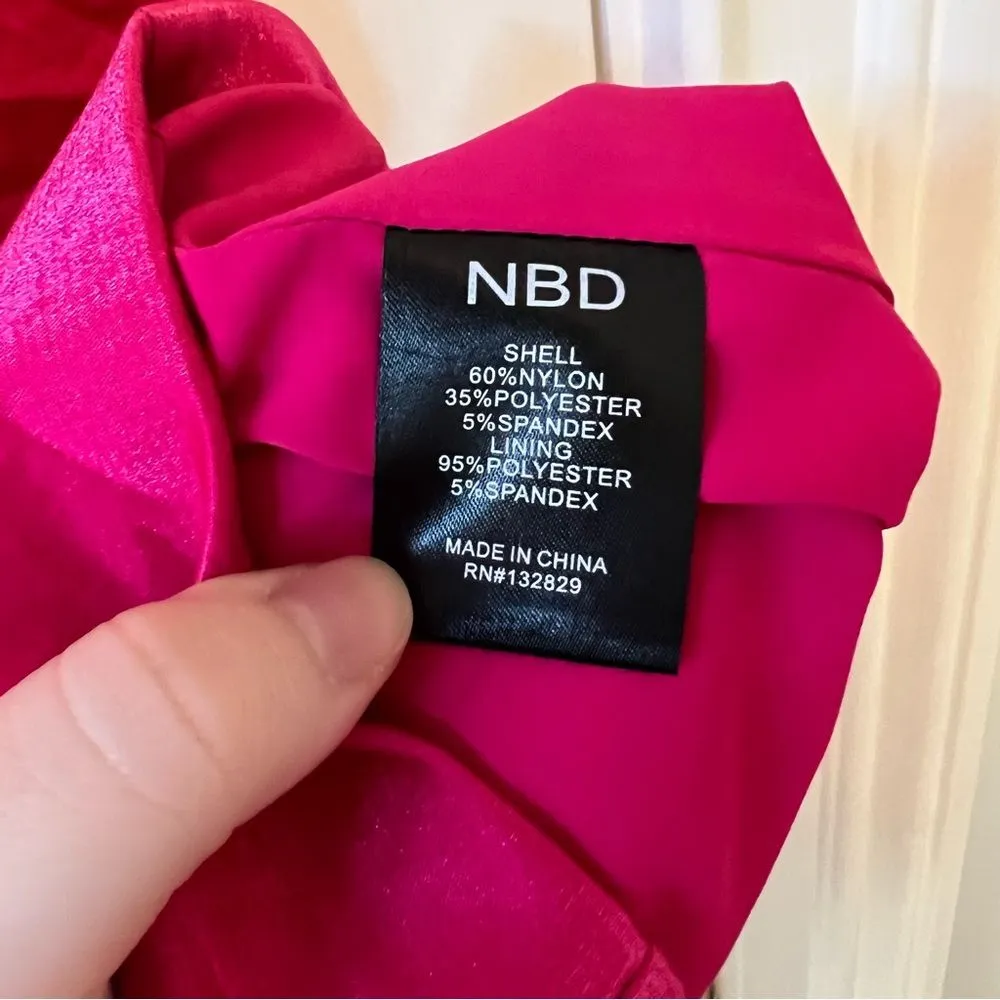 NBD
SHELL
60%NYLON
35%POLYESTER
5%SPANDEX
LINING
95%POLYESTER
5%SPANDEX
MADE IN CHINA
RN#132829